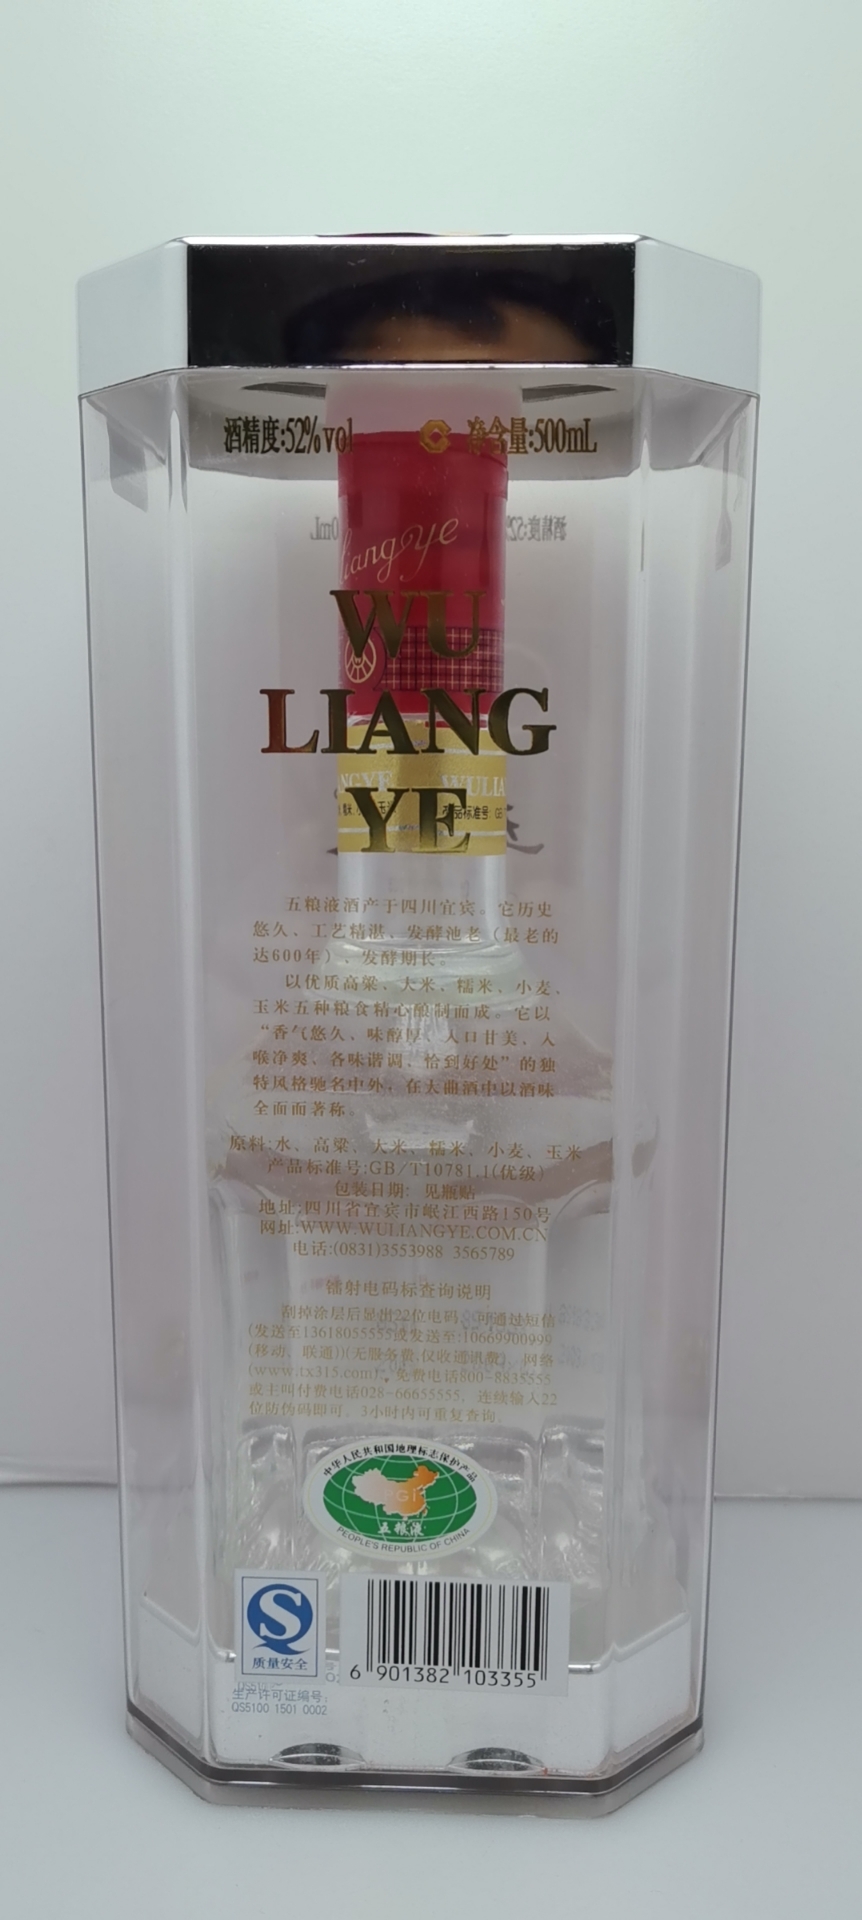 酒精度:52%vol 净含量:500mL
liangye
WU
LIANG
YE
五粮液酒产于四川宜宾。它历史
悠久、工艺精湛、发酵池老（最老的
达600年）、发酵期长。
以优质高粱、大米、糯米、小麦、
玉米五种粮食精心酿制而成。它以
“香气悠久、味醇厚、入口甘美、入
喉净爽、各味谐调、恰到好处”的独
特风格驰名中外，在大曲酒中以酒味
全面而著称。
原料:水、高粱、大米、糯米、小麦、玉米
产品标准号:GB/T10781.1(优级)
包装日期: 见瓶贴
地址:四川省宜宾市岷江西路150号
网址:WWW.WULIANGYE.COM.CN
电话:(0831)3553988 3565789
镭射电码标查询说明
刮掉涂层后显出22位电码，可通过短信
(发送至13618055555或发送至:10669900999
(移动、联通))(无服务费,仅收通讯费)、网络
(www.tx315.com)、免费电话800-8835555
或主叫付费电话028-66655555，连续输入22
位防伪码即可。3小时内可重复查询。
中华人民共和国地理标志保护产品
PGI
五粮液
PEOPLE'S REPUBLIC OF CHINA
质量安全
生产许可证编号:
QS5100 1501 0002
6 901382 103355